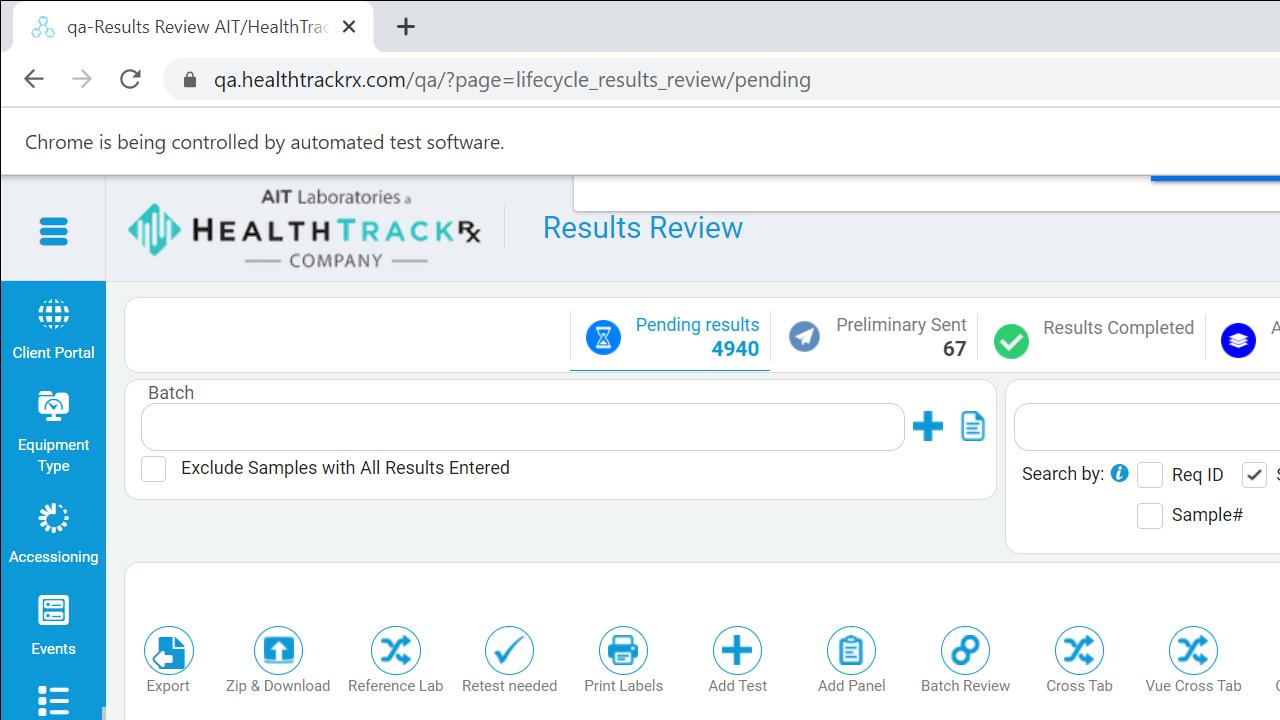 qa-Results Review AIT/HealthTrac
qa.healthtrackrx.com/qa/?page=lifecycle_results_review/pending
Chrome is being controlled by automated test software.
AIT Laboratories a
HEALTHTRACKRx
COMPANY
Results Review
Client Portal
Equipment
Type
Accessioning
Events
Pending results
4940
Preliminary Sent
67
Results Completed
A
Batch
Exclude Samples with All Results Entered
Search by: Req ID
Sample#
Export
Zip & Download
Reference Lab
Retest needed
Print Labels
Add Test
Add Panel
Batch Review
Cross Tab
Vue Cross Tab